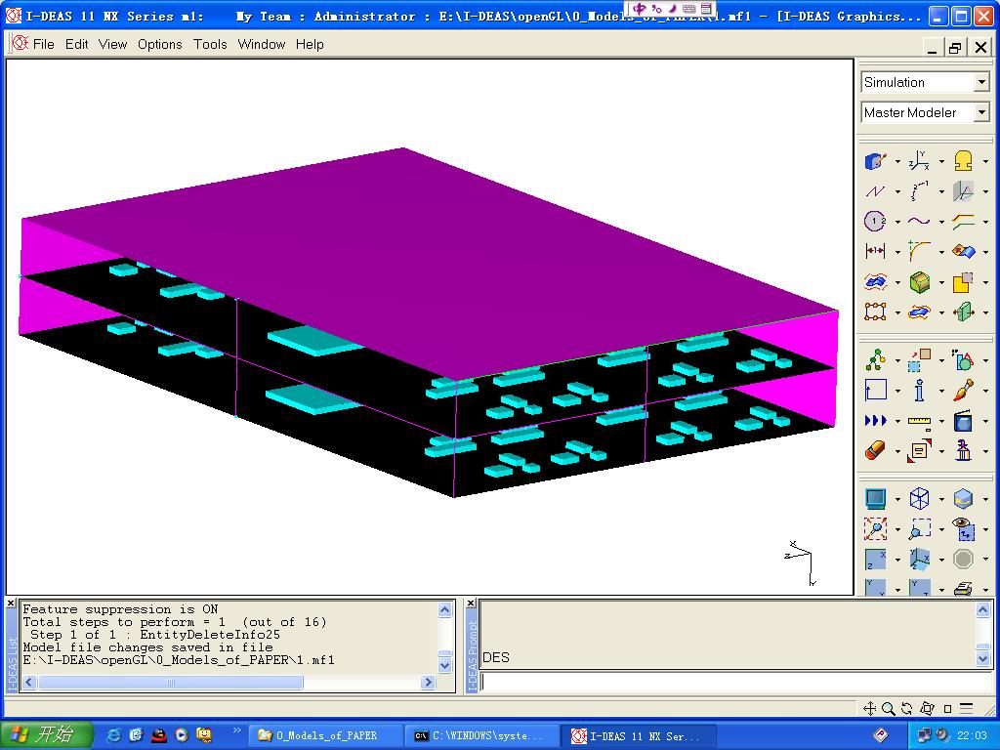 I-DEAS 11 NX Series m1:    My Team : Administrator : E:\I-DEAS\openGL\0_Models_of_PAPER\1.mf1 - [I-DEAS Graphics...
中
File Edit View Options Tools Window Help
Simulation
Master Modeler
X
Z
Y
Feature suppression is ON
Total steps to perform = 1  (out of 16)
Step 1 of 1 : EntityDeleteInfo25
Model file changes saved in file
E:\I-DEAS\openGL\0_Models_of_PAPER\1.mf1
I-DEAS List
I-DEAS Prompt
DES
开始
0_Models_of_PAPER
C:\WINDOWS\syste...
I-DEAS 11 NX Ser...
22:03